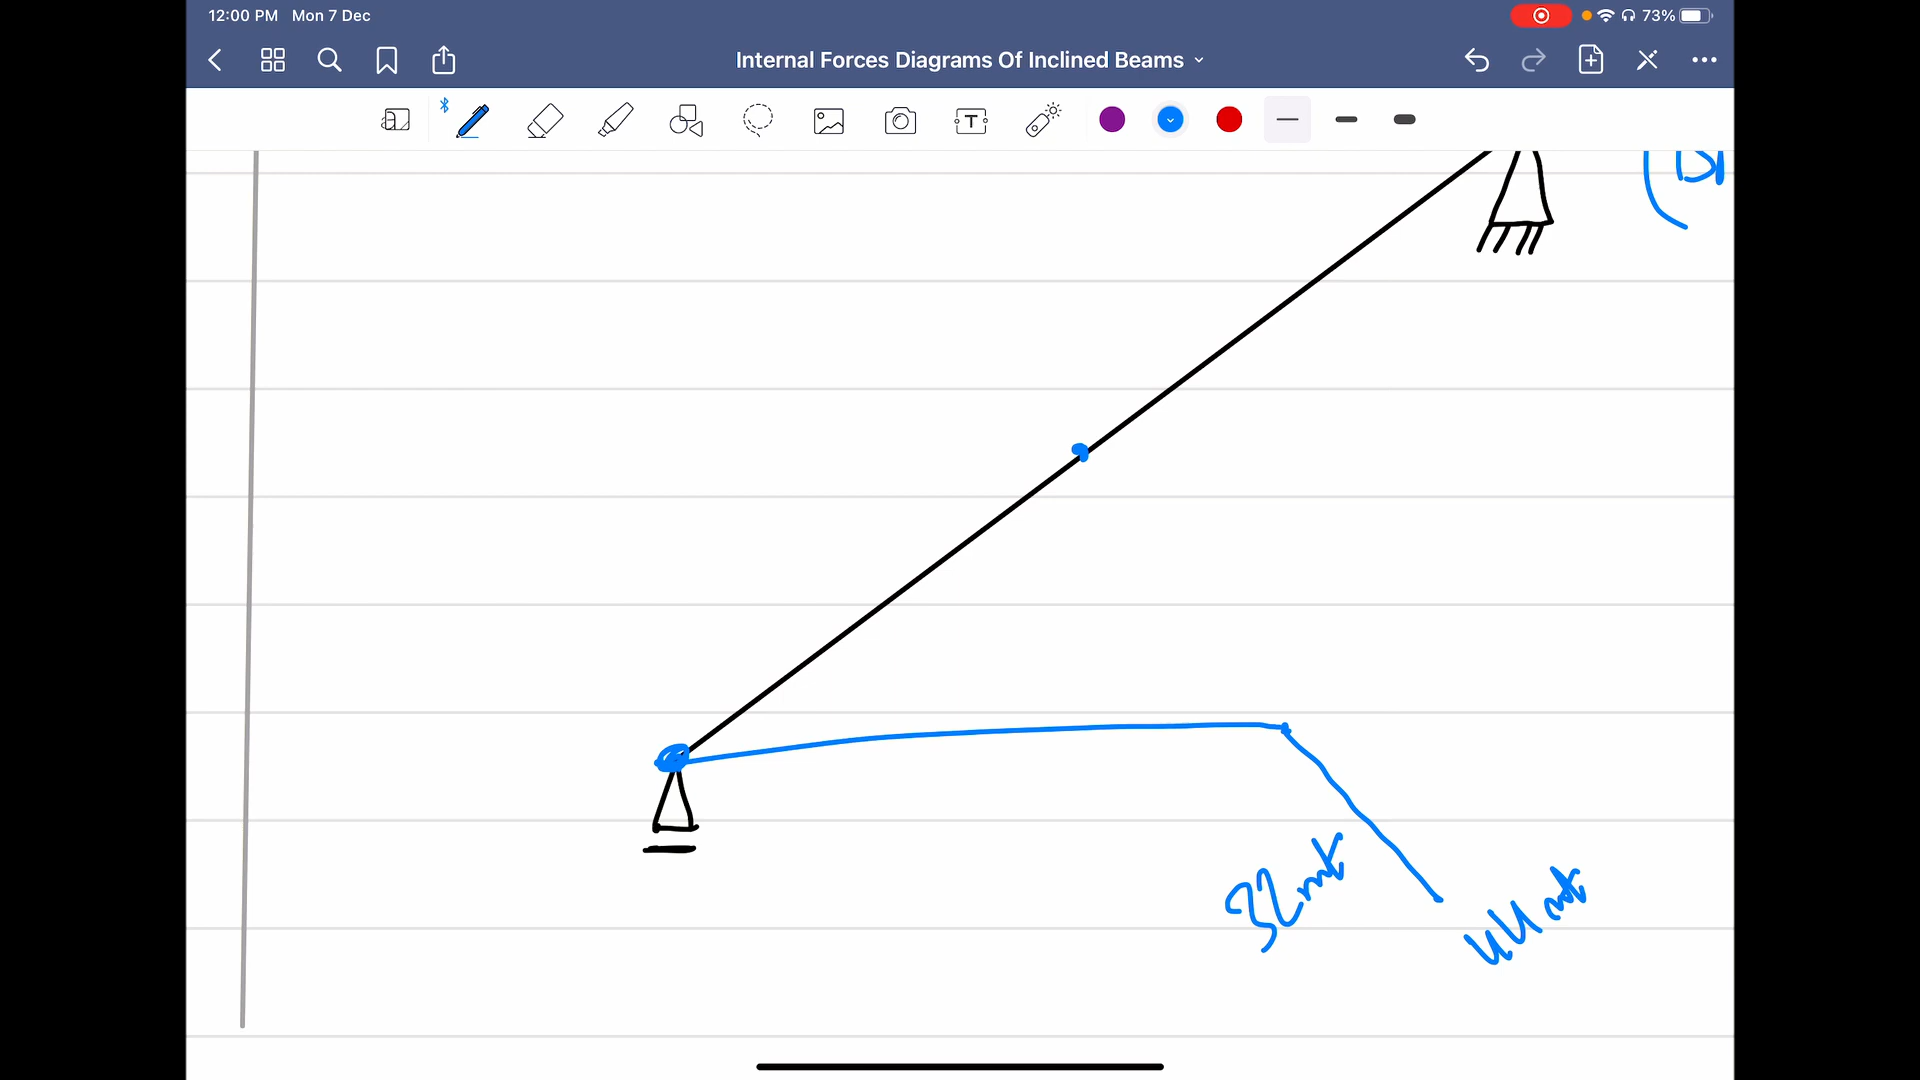 12:00 PM Mon 7 Dec
73%
Internal Forces Diagrams Of Inclined Beams
T
32 mt
44 mt